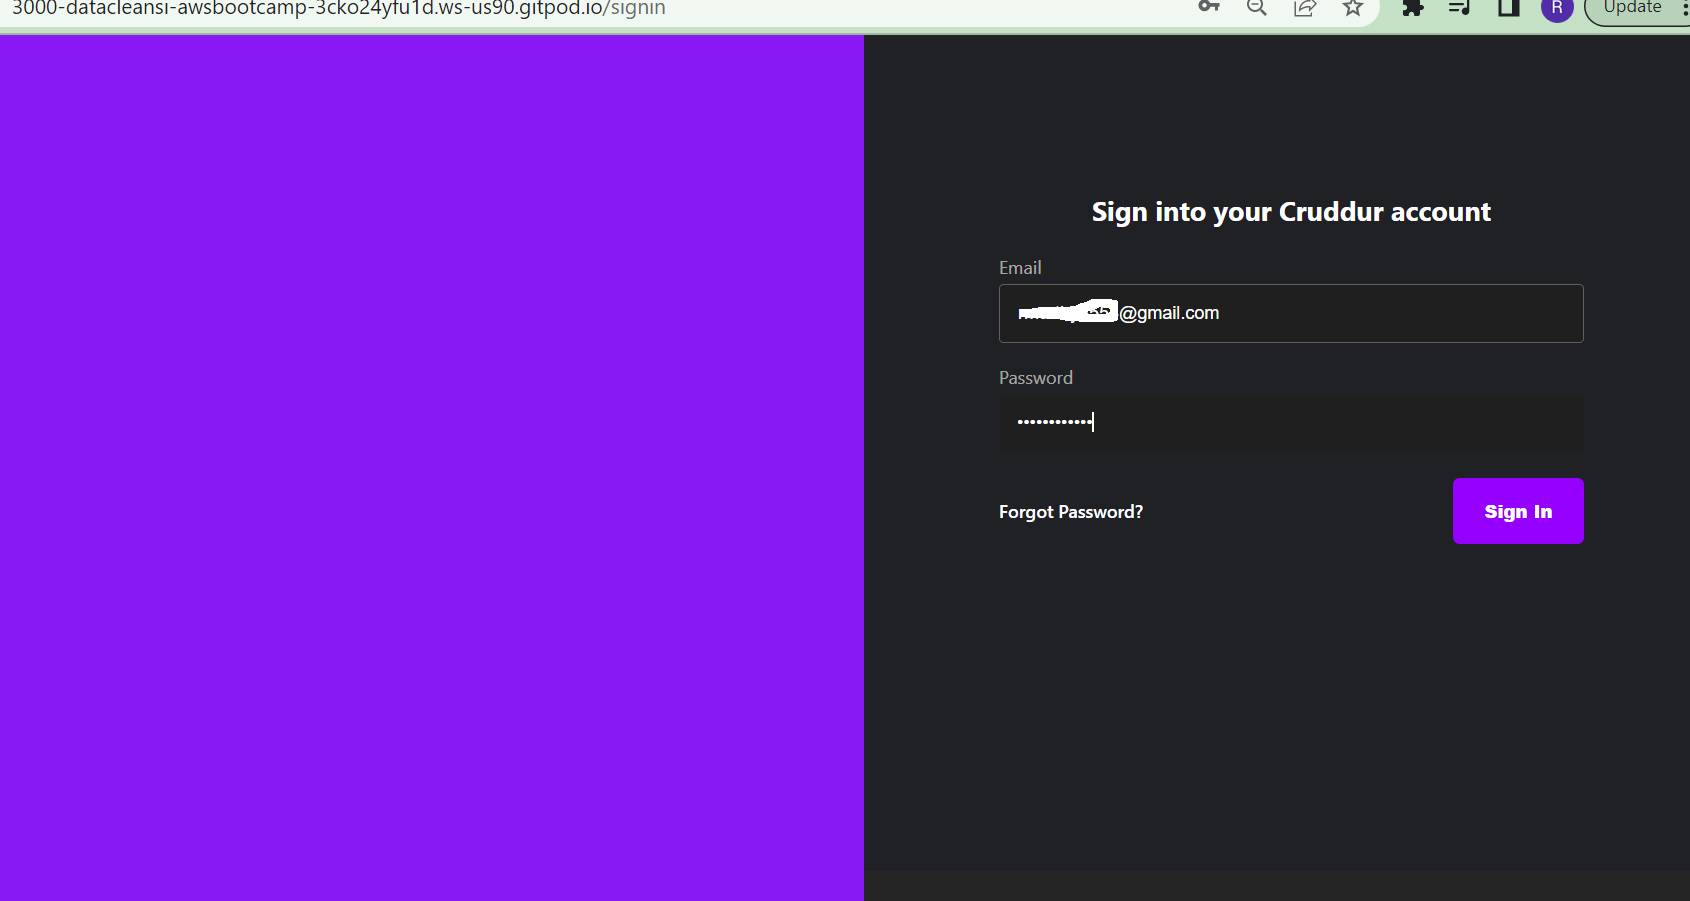 3000-datacleansi-awsbootcamp-3cko24yfu1d.ws-us90.gitpod.io/signin
R
Update
Sign into your Cruddur account
Email
@gmail.com
Password
••••••••••••
Forgot Password?
Sign In